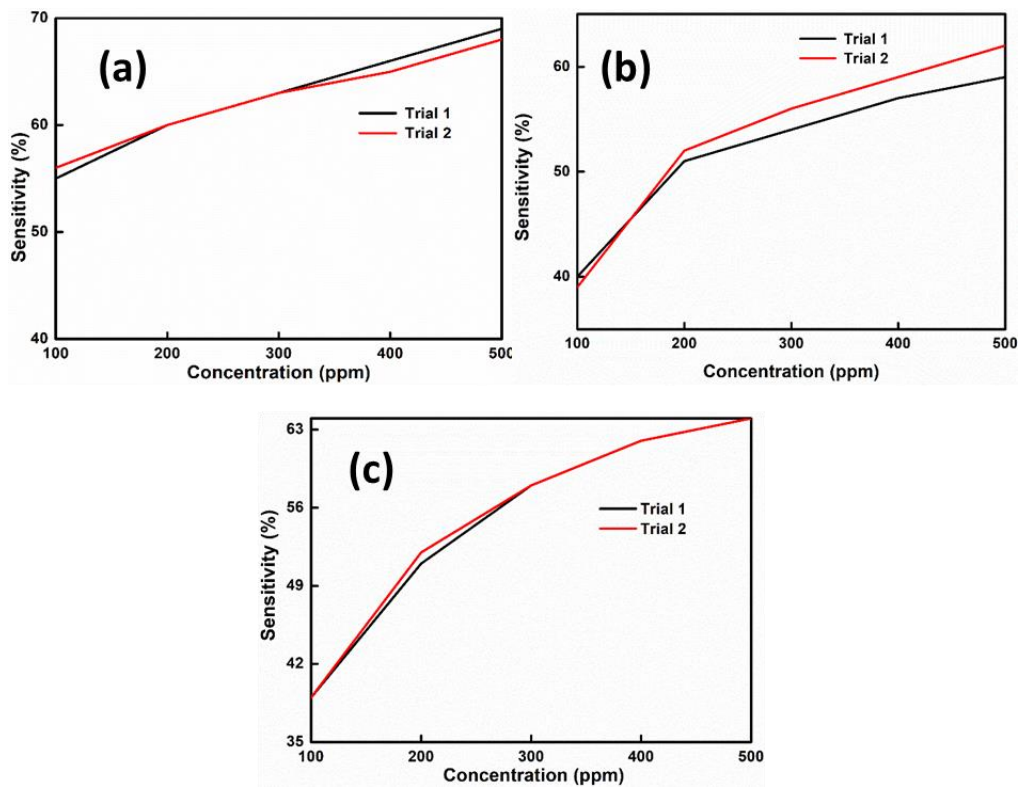 (a)
70
60
50
40
Sensitivity (%)
Trial 1
Trial 2
100 200 300 400 500
Concentration (ppm)
(b)
60
50
40
Sensitivity (%)
Trial 1
Trial 2
100 200 300 400 500
Concentration (ppm)
(c)
63
56
49
42
35
Sensitivity (%)
Trial 1
Trial 2
100 200 300 400 500
Concentration (ppm)